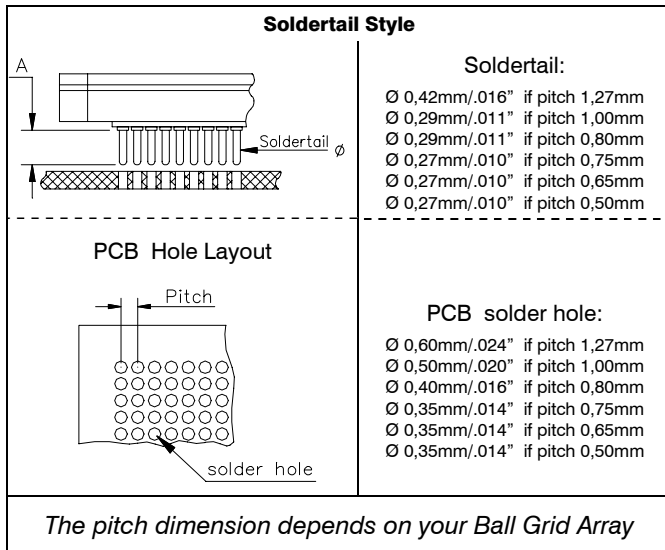 Soldertail Style
A
Soldertail ø
Soldertail:
Ø 0,42mm/.016” if pitch 1,27mm
Ø 0,29mm/.011” if pitch 1,00mm
Ø 0,29mm/.011” if pitch 0,80mm
Ø 0,27mm/.010” if pitch 0,75mm
Ø 0,27mm/.010” if pitch 0,65mm
Ø 0,27mm/.010” if pitch 0,50mm
PCB Hole Layout
Pitch
solder hole
PCB solder hole:
Ø 0,60mm/.024” if pitch 1,27mm
Ø 0,50mm/.020” if pitch 1,00mm
Ø 0,40mm/.016” if pitch 0,80mm
Ø 0,35mm/.014” if pitch 0,75mm
Ø 0,35mm/.014” if pitch 0,65mm
Ø 0,35mm/.014” if pitch 0,50mm
The pitch dimension depends on your Ball Grid Array